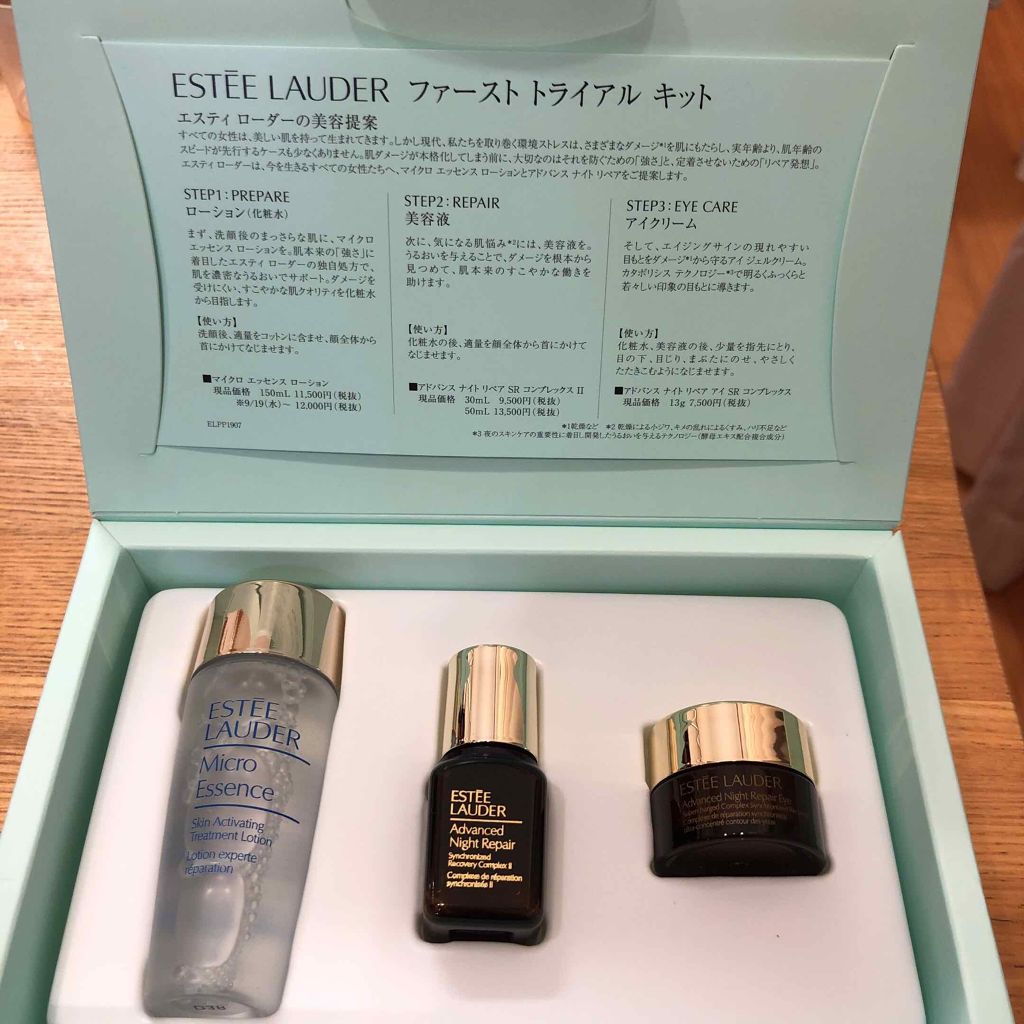 ESTĒE LAUDER ファースト トライアル キット
エスティ ローダーの美容提案
すべての女性は、美しい肌を持って生まれてきます。しかし現代、私たちを取り巻く環境ストレスは、さまざまなダメージ*1を肌にもたらし、実年齢より、肌年齢の
スピードが先行するケースも少なくありません。肌ダメージが本格化してしまう前に、大切なのはそれを防ぐための「強さ」と、定着させないための「リペア発想」。
エスティ ローダーは、今を生きるすべての女性たちへ、マイクロ エッセンス ローションとアドバンス ナイト リペアをご提案します。
STEP1:PREPARE
ローション(化粧水)
まず、洗顔後のまっさらな肌に、マイクロ
エッセンス ローションを。肌本来の「強さ」に
着目したエスティ ローダーの独自処方で、
肌を濃密なうるおいでサポート。ダメージを
受けにくい、すこやかな肌クオリティを化粧水
から目指します。
【使い方】
洗顔後、適量をコットンに含ませ、顔全体から
首にかけてなじませます。
■マイクロ エッセンス ローション
現品価格 150mL 11,500円(税抜)
※9/19(水)〜 12,000円(税抜)
ELPP1907
STEP2:REPAIR
美容液
次に、気になる肌悩み*2には、美容液を。
うるおいを与えることで、ダメージを根本から
見つめて、肌本来のすこやかな働きを
助けます。
【使い方】
化粧水の後、適量を顔全体から首にかけて
なじませます。
■アドバンス ナイト リペア SR コンプレックス II
現品価格 30mL 9,500円(税抜)
50mL 13,500円(税抜)
STEP3:EYE CARE
アイクリーム
そして、エイジングサインの現れやすい
目もとをダメージ*1から守るアイ ジェルクリーム。
カタボリシス テクノロジー*3で明るくふっくらと
若々しい印象の目もとに導きます。
【使い方】
化粧水、美容液の後、少量を指先にとり、
目の下、目じり、まぶたにのせ、やさしく
たたきこむようになじませます。
■アドバンス ナイト リペア アイ SR コンプレックス
現品価格 13g 7,500円(税抜)
*1乾燥など *2 乾燥による小ジワ、キメの乱れによるくすみ、ハリ不足など
*3 夜のスキンケアの重要性に着目し開発したうるおいを与えるテクノロジー(酵母エキス配合複合成分)
ESTĒE
LAUDER
Micro
Essence
Skin Activating
Treatment Lotion
Lotion experte
réparation
D38
ESTĒE
LAUDER
Advanced
Night Repair
Synchronized
Recovery Complex II
Complexe de réparation
synchronisée II
ESTĒE LAUDER
Advanced Night Repair Eye
Supercharged Complex Synchronized
Complexe de réparation synchronisée
ultra-concentré contour des yeux